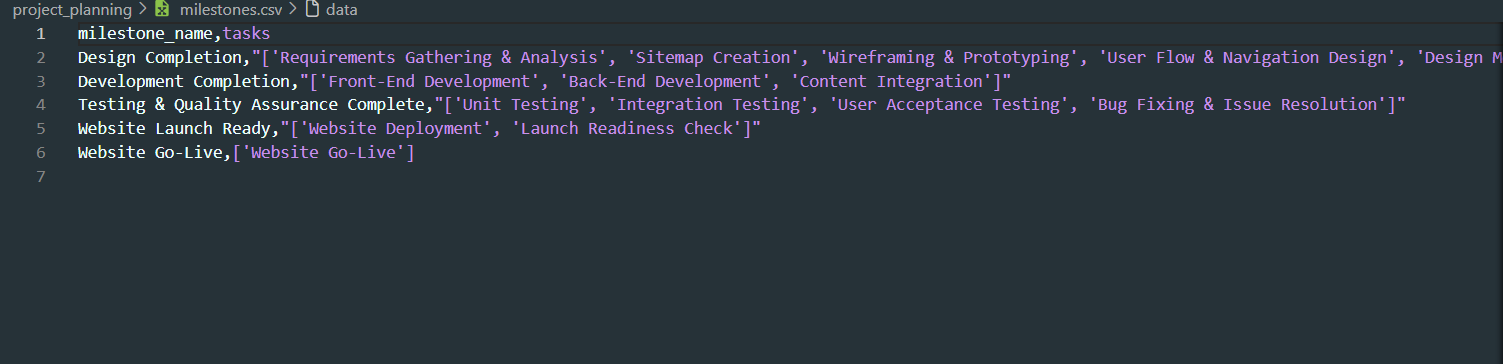 project_planning > milestones.csv > data
1 milestone_name,tasks
2 Design Completion,"['Requirements Gathering & Analysis', 'Sitemap Creation', 'Wireframing & Prototyping', 'User Flow & Navigation Design', 'Design M
3 Development Completion,"['Front-End Development', 'Back-End Development', 'Content Integration']"
4 Testing & Quality Assurance Complete,"['Unit Testing', 'Integration Testing', 'User Acceptance Testing', 'Bug Fixing & Issue Resolution']"
5 Website Launch Ready,"['Website Deployment', 'Launch Readiness Check']"
6 Website Go-Live,['Website Go-Live']
7